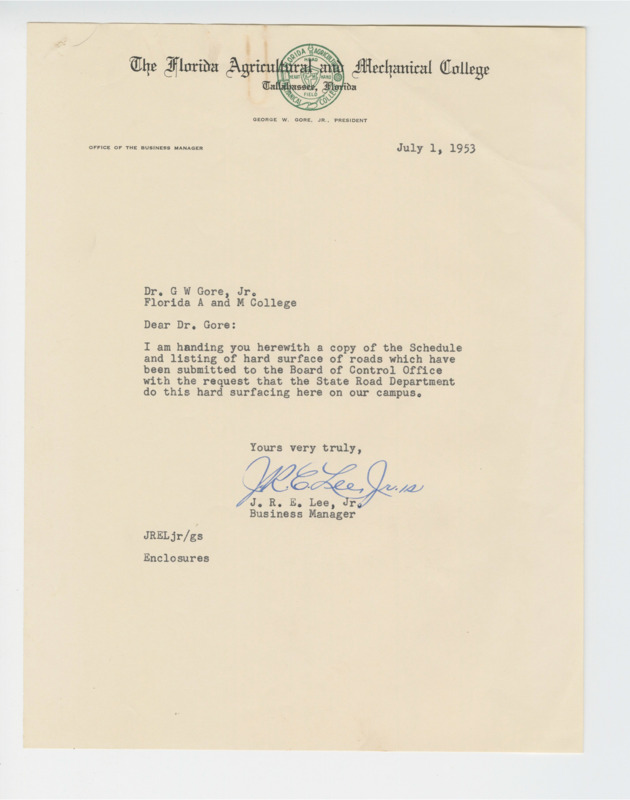 The Florida Agricultural and Mechanical College
Tallahassee, Florida
GEORGE W. GORE, JR., PRESIDENT
OFFICE OF THE BUSINESS MANAGER
July 1, 1953
Dr. G W Gore, Jr.
Florida A and M College
Dear Dr. Gore:
I am handing you herewith a copy of the Schedule
and listing of hard surface of roads which have
been submitted to the Board of Control Office
with the request that the State Road Department
do this hard surfacing here on our campus.
Yours very truly,
J.R.E. Lee, Jr.
J. R. E. Lee, Jr.
Business Manager
JRELjr/gs
Enclosures